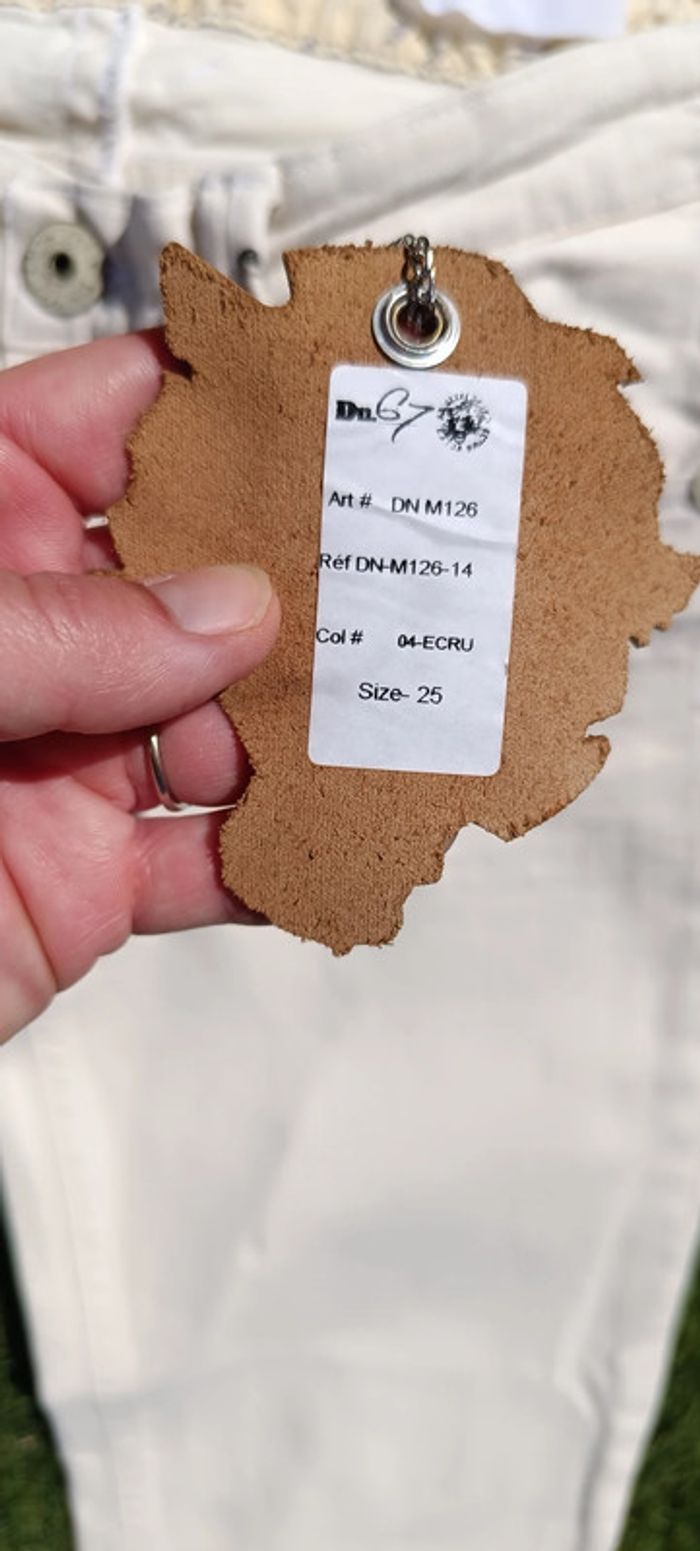 Dn.67
Art # DN M126
Réf DN-M126-14
Col # 04-ECRU
Size- 25